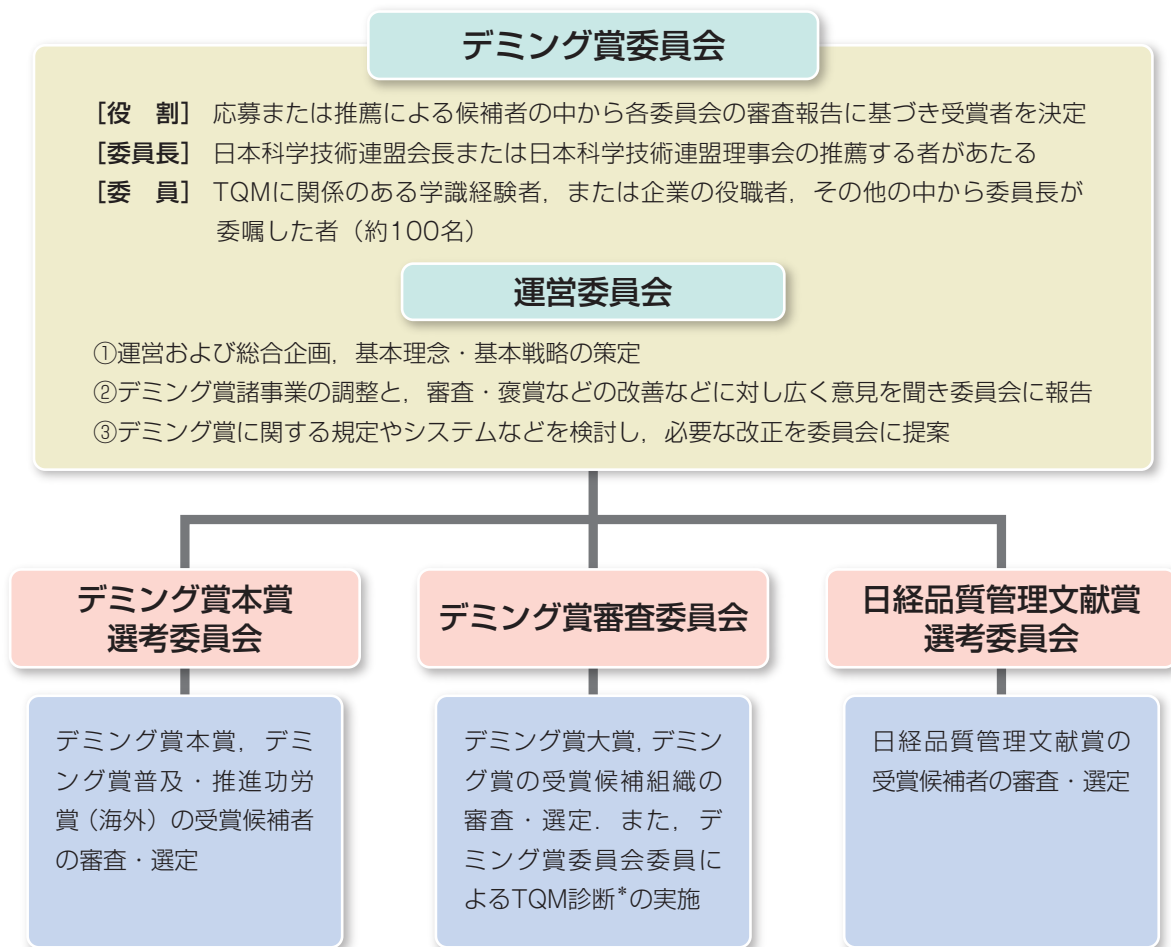 デミング賞委員会
［役　割］ 応募または推薦による候補者の中から各委員会の審査報告に基づき受賞者を決定
［委員長］ 日本科学技術連盟会長または日本科学技術連盟理事会の推薦する者があたる
［委　員］ TQMに関係のある学識経験者，または企業の役職者，その他の中から委員長が
委嘱した者（約100名）
運営委員会
①運営および総合企画，基本理念・基本戦略の策定
②デミング賞諸事業の調整と，審査・褒賞などの改善などに対し広く意見を聞き委員会に報告
③デミング賞に関する規定やシステムなどを検討し，必要な改正を委員会に提案
デミング賞本賞
選考委員会
デミング賞本賞，デミ
ング賞普及・推進功労
賞（海外）の受賞候補者
の審査・選定
デミング賞審査委員会
デミング賞大賞，デミン
グ賞の受賞候補組織の
審査・選定．また，デ
ミング賞委員会委員に
よるTQM診断*の実施
日経品質管理文献賞
選考委員会
日経品質管理文献賞の
受賞候補者の審査・選定